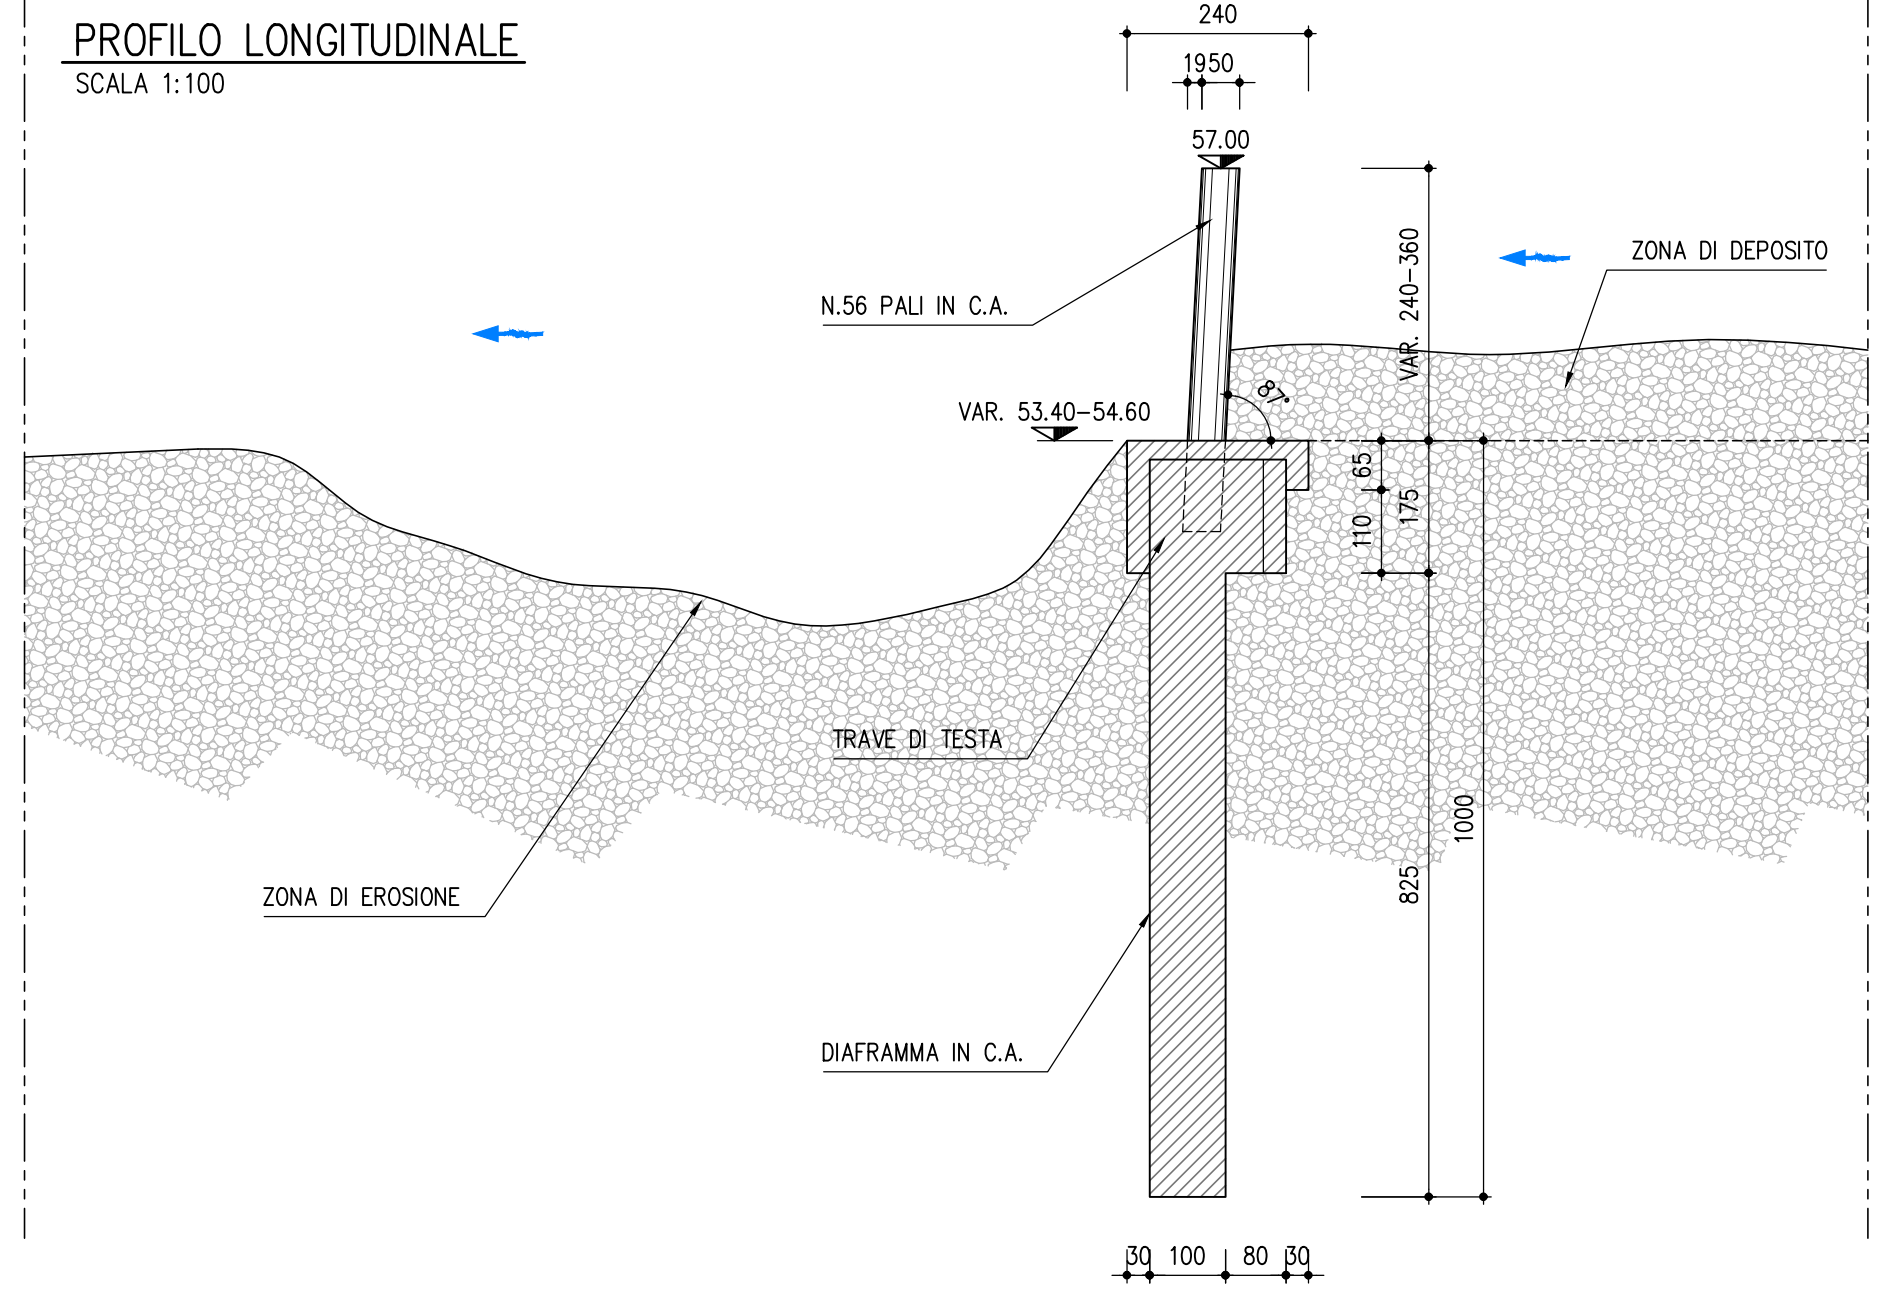 PROFILO LONGITUDINALE
SCALA 1:100
240
19 50
57.00
VAR. 240-360
ZONA DI DEPOSITO
N.56 PALI IN C.A.
87°
VAR. 53.40-54.60
65
175
110
TRAVE DI TESTA
1000
825
ZONA DI EROSIONE
DIAFRAMMA IN C.A.
30 100 80 30